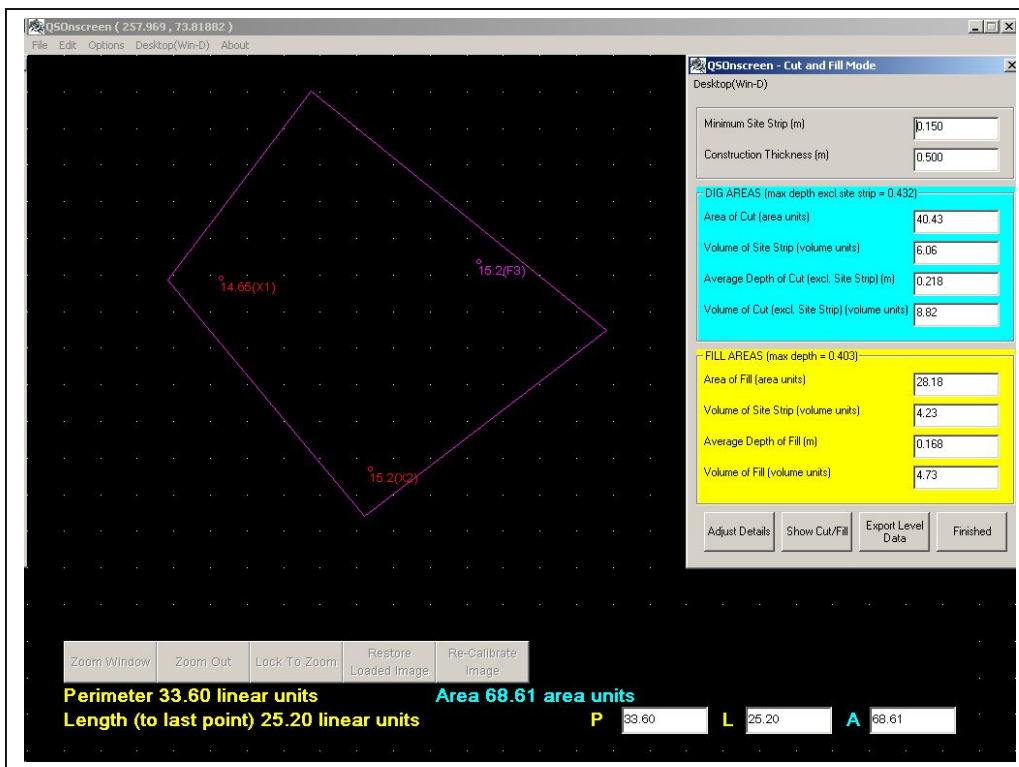 QSOnscreen ( 257.969 , 73.81882 )
File Edit Options Desktop(Win-D) About
14.65(X1)
15.2(F3)
15.2(X2)
QSOnscreen - Cut and Fill Mode
Desktop(Win-D)
Minimum Site Strip (m) 0.150
Construction Thickness (m) 0.500
DIG AREAS (max depth excl.site strip = 0.432)
Area of Cut (area units) 40.43
Volume of Site Strip (volume units) 6.06
Average Depth of Cut (excl. Site Strip) (m) 0.218
Volume of Cut (excl. Site Strip) (volume units) 8.82
FILL AREAS (max depth = 0.403)
Area of Fill (area units) 28.18
Volume of Site Strip (volume units) 4.23
Average Depth of Fill (m) 0.168
Volume of Fill (volume units) 4.73
Adjust Details Show Cut/Fill Export Level Data Finished
Zoom Window Zoom Out Lock To Zoom Restore Loaded Image Re-Calibrate Image
Perimeter 33.60 linear units Area 68.61 area units
Length (to last point) 25.20 linear units P 33.60 L 25.20 A 68.61